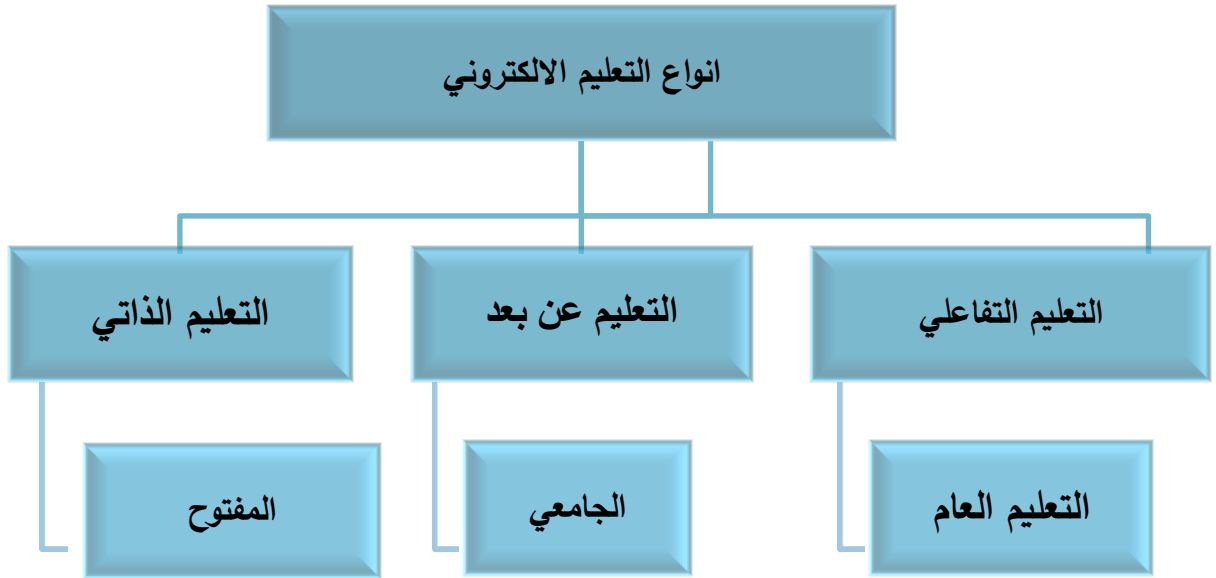 انواع التعليم الالكتروني
التعليم التفاعلي
التعليم عن بعد
التعليم الذاتي
التعليم العام
الجامعي
المفتوح